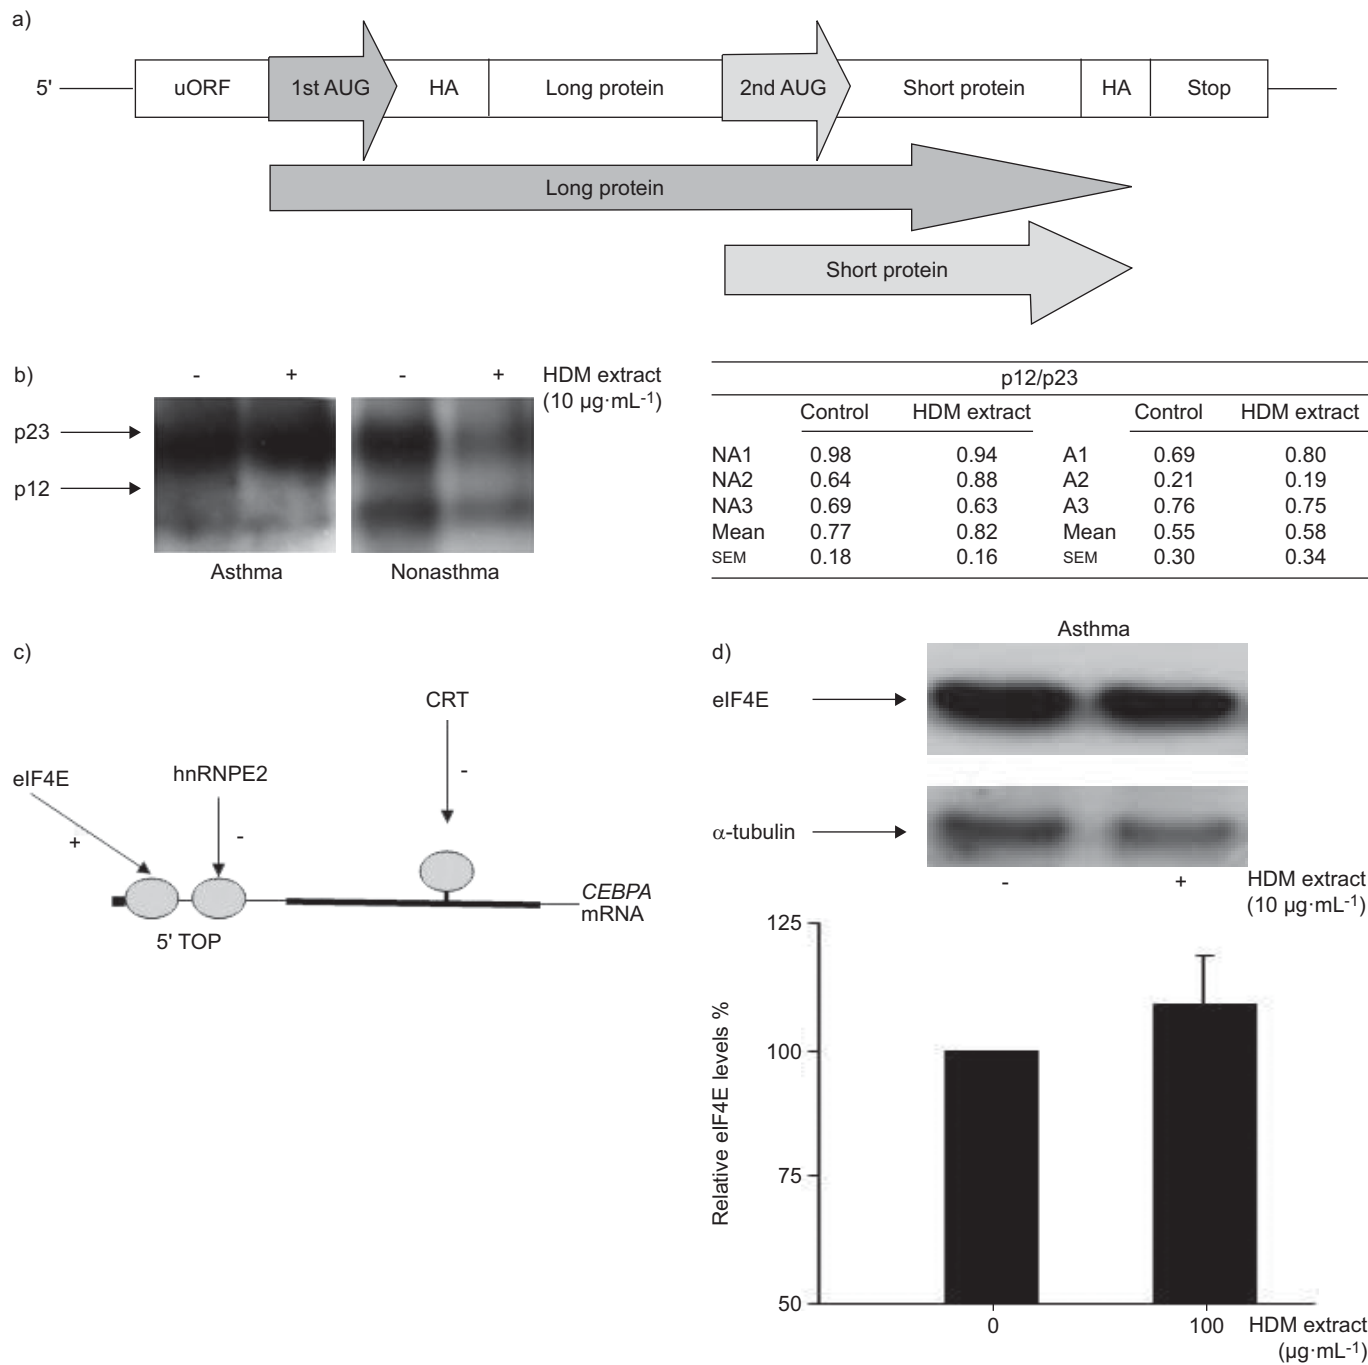 a)
5' uORF 1st AUG HA Long protein 2nd AUG Short protein HA Stop
Long protein
Short protein
b)
- + - + HDM extract
(10 µg·mL-1)
p23
p12
Asthma Nonasthma
p12/p23
Control HDM extract Control HDM extract
NA1 0.98 0.94 A1 0.69 0.80
NA2 0.64 0.88 A2 0.21 0.19
NA3 0.69 0.63 A3 0.76 0.75
Mean 0.77 0.82 Mean 0.55 0.58
SEM 0.18 0.16 SEM 0.30 0.34
c)
CRT
-
eIF4E hnRNPE2
+ -
CEBPA
mRNA
5' TOP
d)
Asthma
eIF4E
α-tubulin
- + HDM extract
(10 µg·mL-1)
Relative eIF4E levels %
125
100
75
50
0 100 HDM extract
(µg·mL-1)